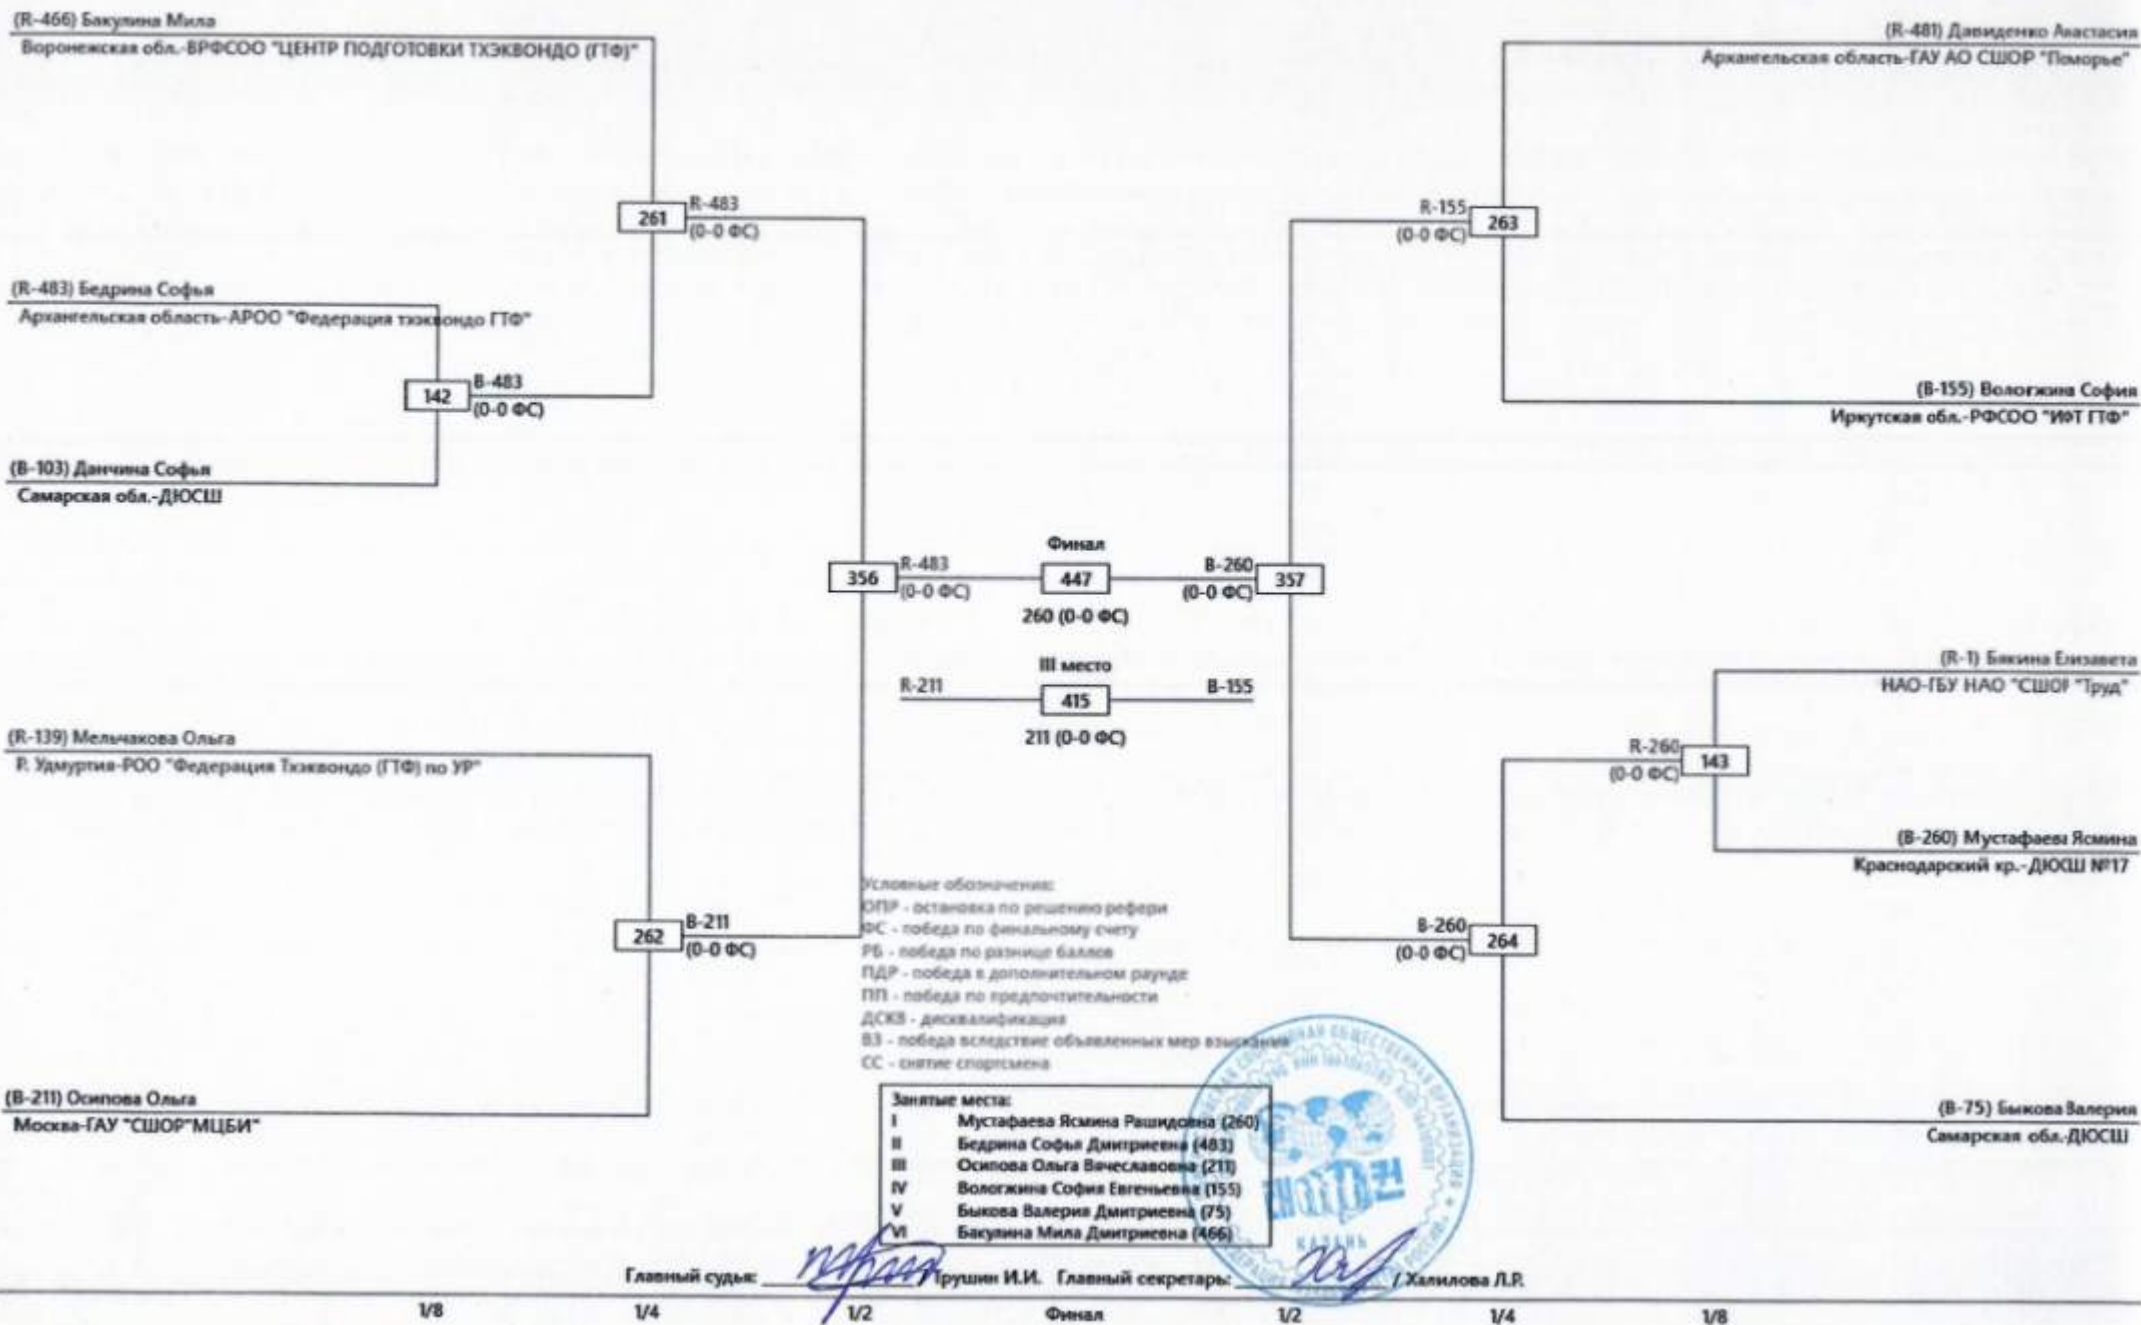 (R-466) Бакулина Мила
Воронежская обл.-ВРФСОО "ЦЕНТР ПОДГОТОВКИ ТХЭКВОНДО (ГТФ)"
(R-481) Давиденко Анастасия
Архангельская область-ГАУ АО СШОР "Поморье"
261
R-483
(0-0 ФС)
R-155
(0-0 ФС)
263
(R-483) Бедрина Софья
Архангельская область-АРОО "Федерация тхэквондо ГТФ"
142
B-483
(0-0 ФС)
(B-155) Вологжина София
Иркутская обл.-РФСОО "ИФТ ГТФ"
(B-103) Данчина Софья
Самарская обл.-ДЮСШ
356
R-483
(0-0 ФС)
Финал
447
260 (0-0 ФС)
B-260
(0-0 ФС)
357
III место
R-211
415
B-155
211 (0-0 ФС)
(R-1) Бякина Елизавета
НАО-ГБУ НАО "СШОР "Труд"
(R-139) Мельчакова Ольга
Р. Удмуртия-РОО "Федерация Тхэквондо (ГТФ) по УР"
R-260
(0-0 ФС)
143
(B-260) Мустафаева Ясмина
Краснодарский кр.-ДЮСШ №17
262
B-211
(0-0 ФС)
B-260
(0-0 ФС)
264
Условные обозначения:
ОПР - остановка по решению рефери
ФС - победа по финальному счету
РБ - победа по разнице баллов
ПДР - победа в дополнительном раунде
ПП - победа по предпочтительности
ДСКВ - дисквалификация
ВЗ - победа вследствие объявленных мер взыскания
СС - снятие спортсмена
(B-211) Осипова Ольга
Москва-ГАУ "СШОР"МЦБИ"
(B-75) Быкова Валерия
Самарская обл.-ДЮСШ
Занятые места:
I Мустафаева Ясмина Рашидовна (260)
II Бедрина Софья Дмитриевна (483)
III Осипова Ольга Вячеславовна (211)
IV Вологжина София Евгеньевна (155)
V Быкова Валерия Дмитриевна (75)
VI Бакулина Мила Дмитриевна (466)
КАЗАНЬ
Главный судья: Трушин И.И. Главный секретарь: / Халилова Л.Р.
1/8 1/4 1/2 Финал 1/2 1/4 1/8